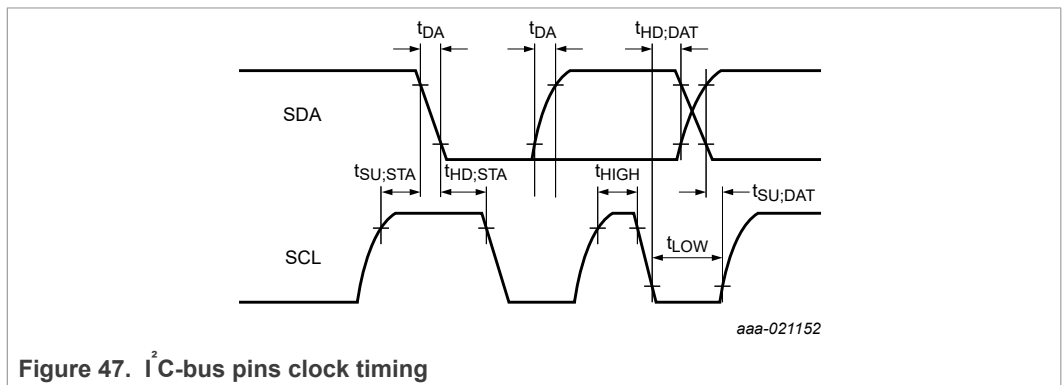 tDA tDA tHD;DAT
SDA
tSU;STA tHD;STA tHIGH tSU;DAT
SCL tLOW
aaa-021152
Figure 47. I²C-bus pins clock timing